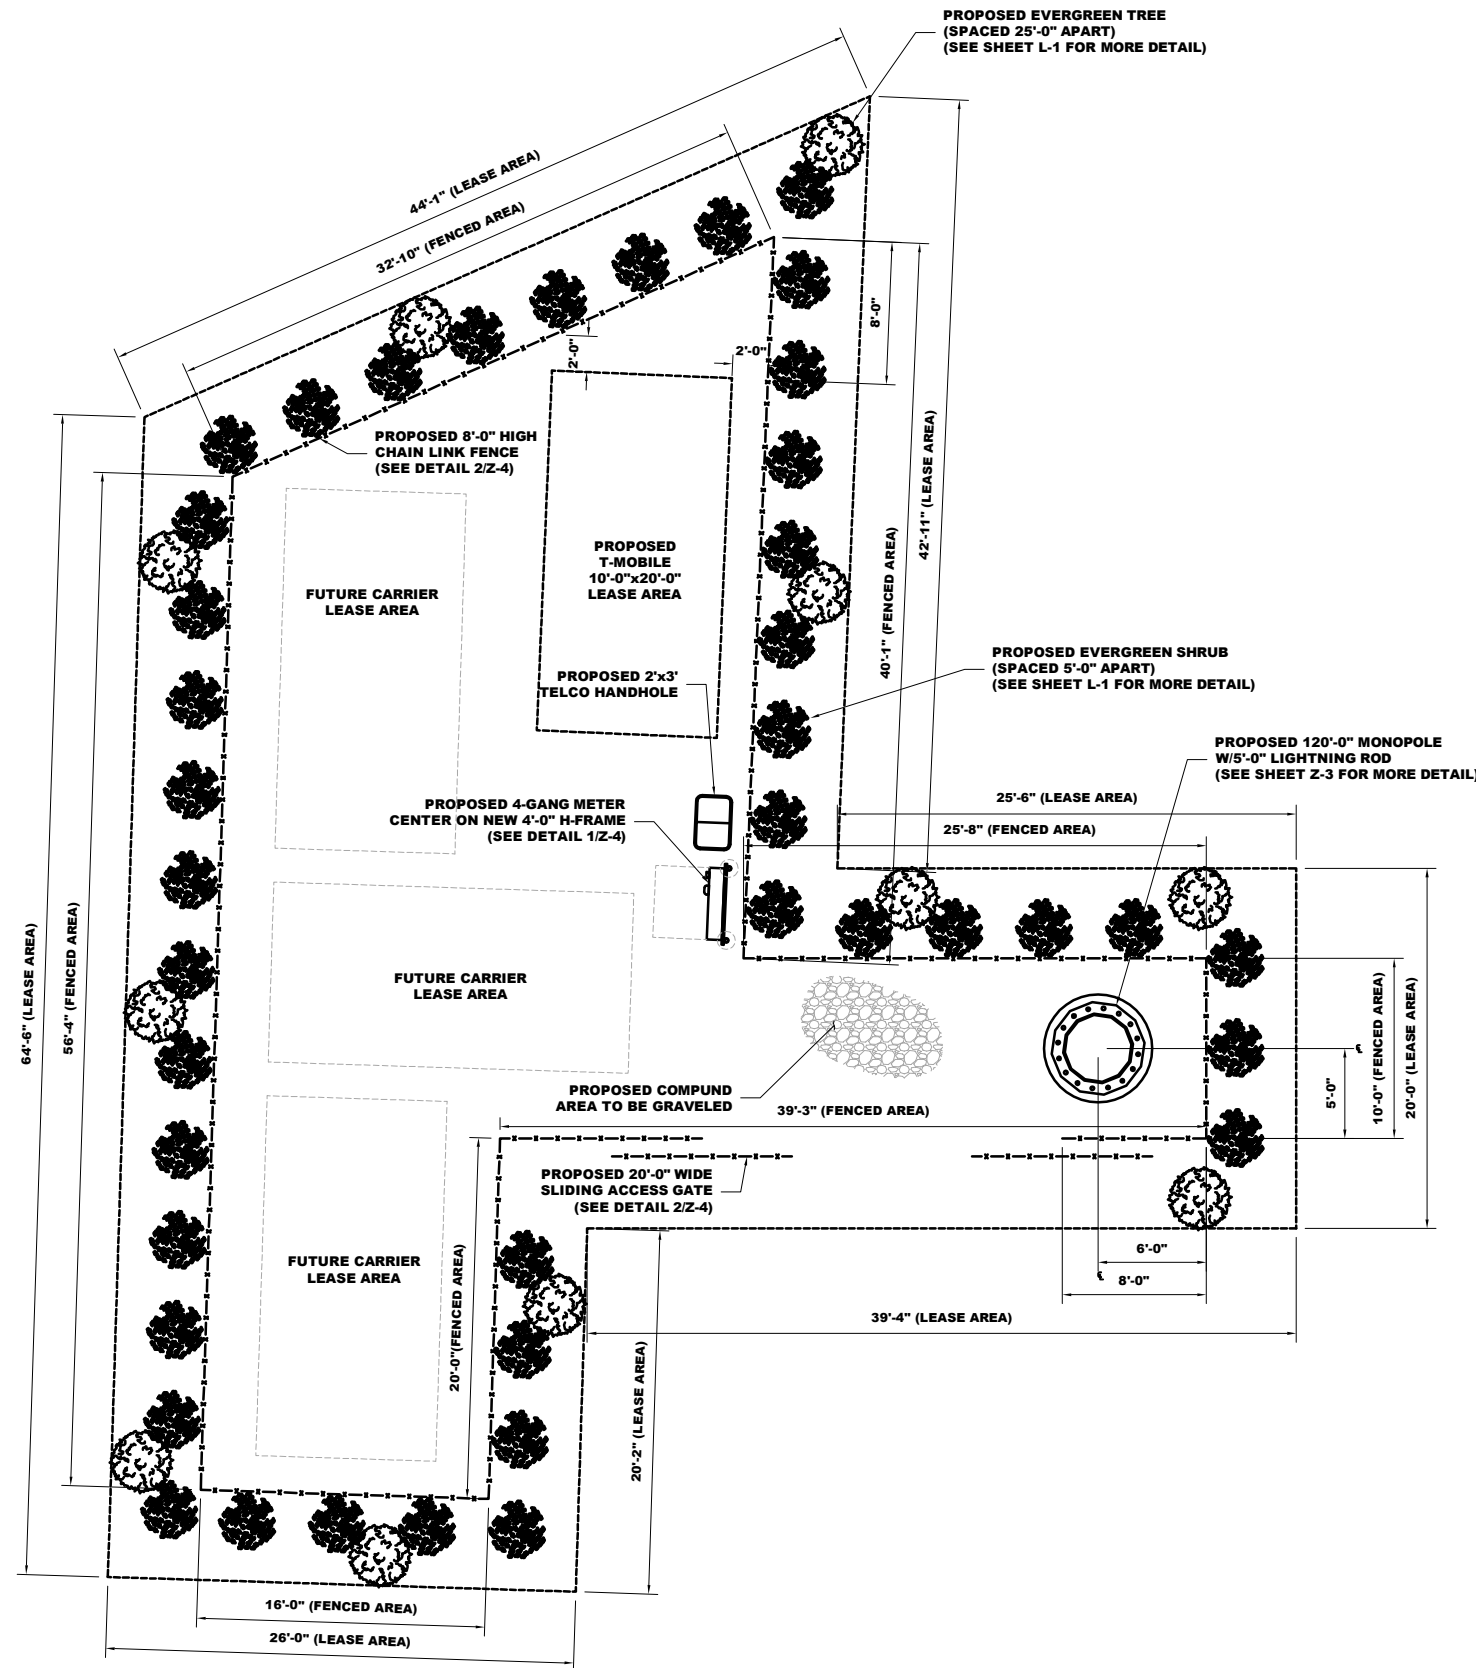 PROPOSED EVERGREEN TREE
(SPACED 25'-0" APART)
(SEE SHEET L-1 FOR MORE DETAIL)
44'-1" (LEASE AREA)
32'-10" (FENCED AREA)
8'-0"
2'-0"
2'-0"
PROPOSED 8'-0" HIGH
CHAIN LINK FENCE
(SEE DETAIL 2/Z-4)
42'-11" (LEASE AREA)
40'-1" (FENCED AREA)
PROPOSED
T-MOBILE
10'-0"x20'-0"
LEASE AREA
FUTURE CARRIER
LEASE AREA
PROPOSED EVERGREEN SHRUB
(SPACED 5'-0" APART)
(SEE SHEET L-1 FOR MORE DETAIL)
PROPOSED 2'x3'
TELCO HANDHOLE
PROPOSED 120'-0" MONOPOLE
W/5'-0" LIGHTNING ROD
(SEE SHEET Z-3 FOR MORE DETAIL)
25'-6" (LEASE AREA)
25'-8" (FENCED AREA)
PROPOSED 4-GANG METER
CENTER ON NEW 4'-0" H-FRAME
(SEE DETAIL 1/Z-4)
64'-6" (LEASE AREA)
56'-4" (FENCED AREA)
FUTURE CARRIER
LEASE AREA
PROPOSED COMPUND
AREA TO BE GRAVELED
39'-3" (FENCED AREA)
℄
5'-0"
10'-0" (FENCED AREA)
20'-0" (LEASE AREA)
PROPOSED 20'-0" WIDE
SLIDING ACCESS GATE
(SEE DETAIL 2/Z-4)
FUTURE CARRIER
LEASE AREA
20'-0"(FENCED AREA)
6'-0"
℄
8'-0"
39'-4" (LEASE AREA)
20'-2" (LEASE AREA)
16'-0" (FENCED AREA)
26'-0" (LEASE AREA)